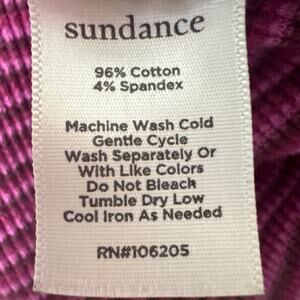 sundance
96% Cotton
4% Spandex
Machine Wash Cold
Gentle Cycle
Wash Separately Or
With Like Colors
Do Not Bleach
Tumble Dry Low
Cool Iron As Needed
RN#106205